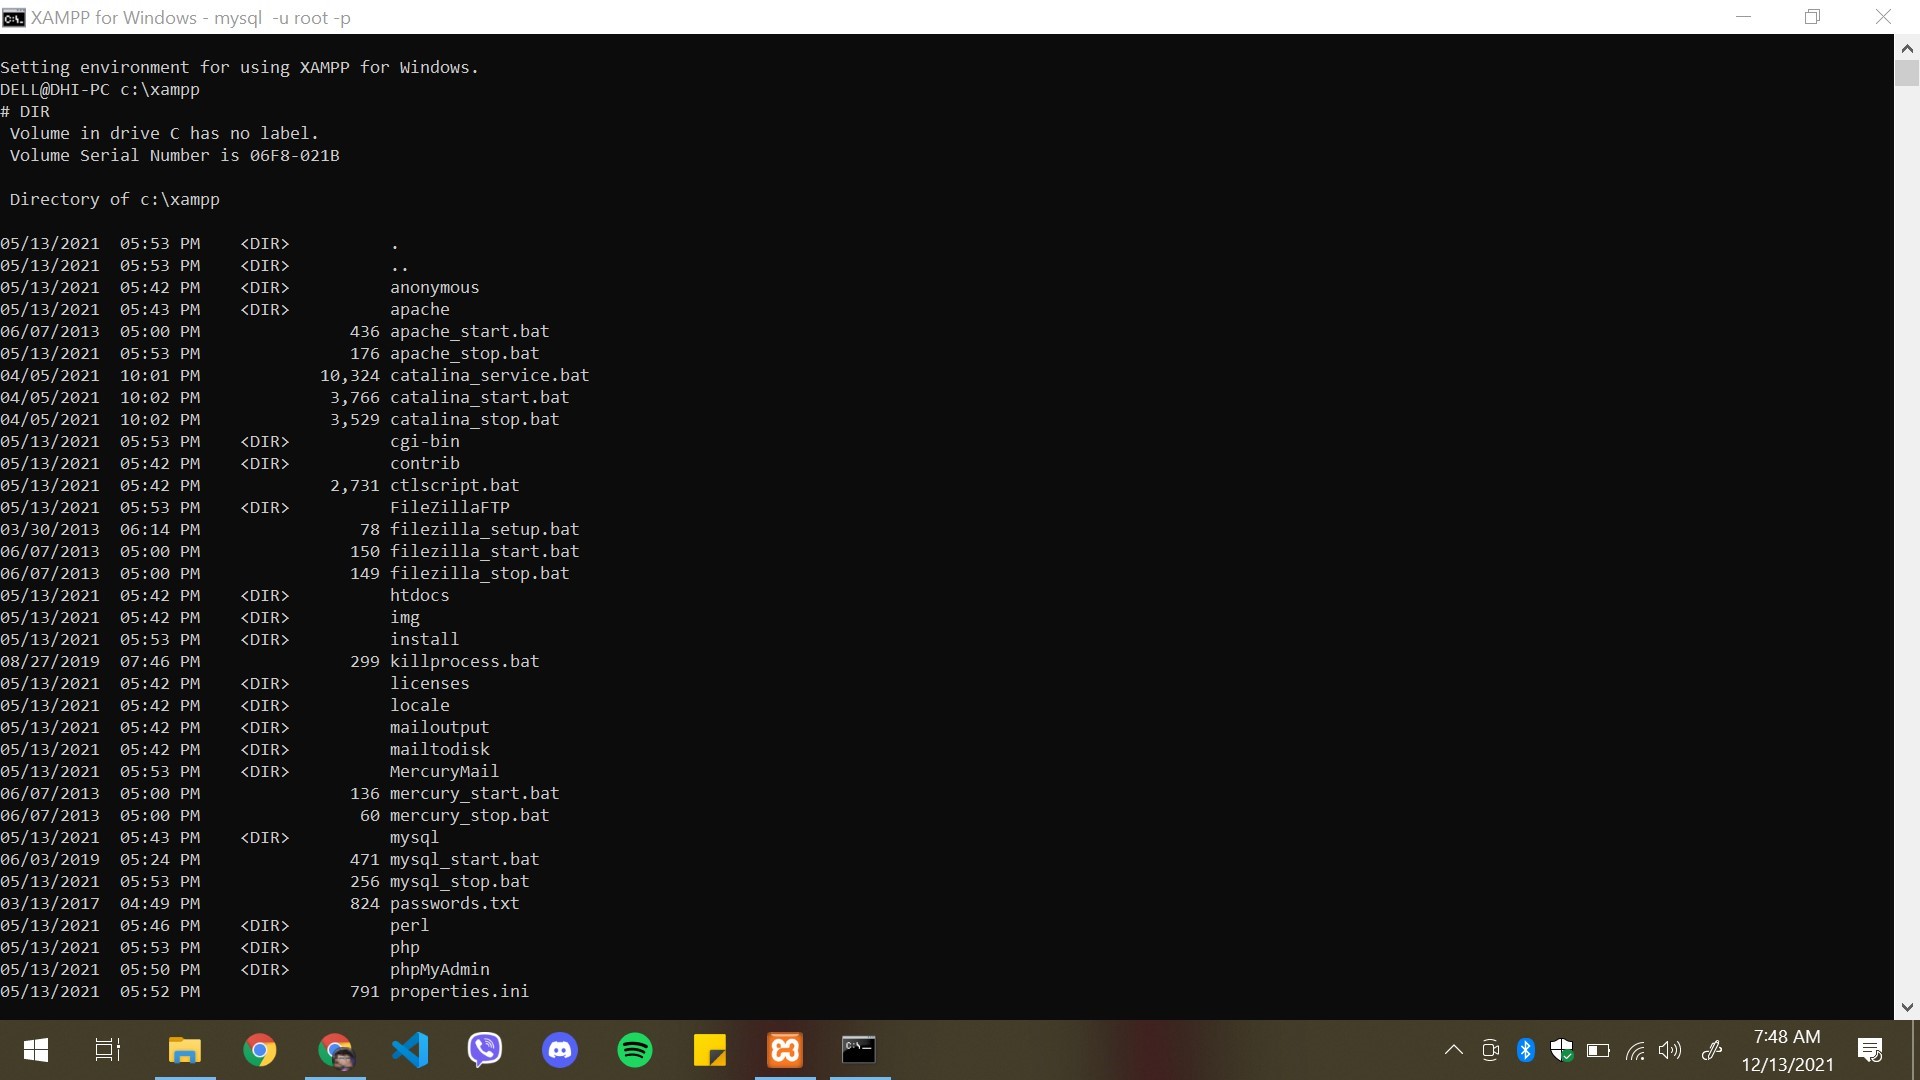 XAMPP for Windows - mysql  -u root -p
Setting environment for using XAMPP for Windows.
DELL@DHI-PC c:\xampp
# DIR
 Volume in drive C has no label.
 Volume Serial Number is 06F8-021B
 Directory of c:\xampp
05/13/2021  05:53 PM    <DIR>          .
05/13/2021  05:53 PM    <DIR>          ..
05/13/2021  05:42 PM    <DIR>          anonymous
05/13/2021  05:43 PM    <DIR>          apache
06/07/2013  05:00 PM               436 apache_start.bat
05/13/2021  05:53 PM               176 apache_stop.bat
04/05/2021  10:01 PM            10,324 catalina_service.bat
04/05/2021  10:02 PM             3,766 catalina_start.bat
04/05/2021  10:02 PM             3,529 catalina_stop.bat
05/13/2021  05:53 PM    <DIR>          cgi-bin
05/13/2021  05:42 PM    <DIR>          contrib
05/13/2021  05:42 PM             2,731 ctlscript.bat
05/13/2021  05:53 PM    <DIR>          FileZillaFTP
03/30/2013  06:14 PM                78 filezilla_setup.bat
06/07/2013  05:00 PM               150 filezilla_start.bat
06/07/2013  05:00 PM               149 filezilla_stop.bat
05/13/2021  05:42 PM    <DIR>          htdocs
05/13/2021  05:42 PM    <DIR>          img
05/13/2021  05:53 PM    <DIR>          install
08/27/2019  07:46 PM               299 killprocess.bat
05/13/2021  05:42 PM    <DIR>          licenses
05/13/2021  05:42 PM    <DIR>          locale
05/13/2021  05:42 PM    <DIR>          mailoutput
05/13/2021  05:42 PM    <DIR>          mailtodisk
05/13/2021  05:53 PM    <DIR>          MercuryMail
06/07/2013  05:00 PM               136 mercury_start.bat
06/07/2013  05:00 PM                60 mercury_stop.bat
05/13/2021  05:43 PM    <DIR>          mysql
06/03/2019  05:24 PM               471 mysql_start.bat
05/13/2021  05:53 PM               256 mysql_stop.bat
03/13/2017  04:49 PM               824 passwords.txt
05/13/2021  05:46 PM    <DIR>          perl
05/13/2021  05:53 PM    <DIR>          php
05/13/2021  05:50 PM    <DIR>          phpMyAdmin
05/13/2021  05:52 PM               791 properties.ini
7:48 AM
12/13/2021